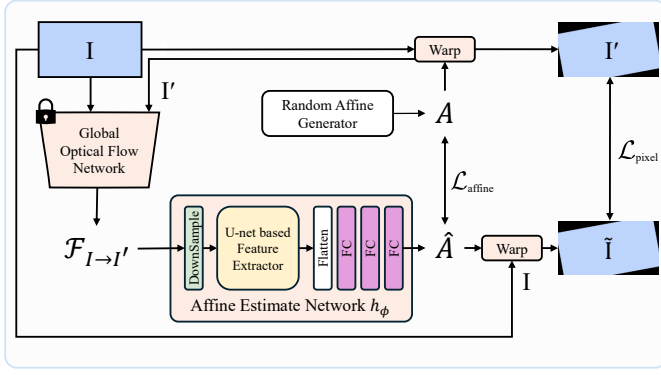 I
Warp
I′
I′
Random Affine
Generator
A
Global
Optical Flow
Network
ℒaffine
ℒpixel
ℱI→I′
DownSample
U-net based
Feature
Extractor
Flatten
FC
FC
FC
Â
Warp
Ĩ
I
Affine Estimate Network hϕ